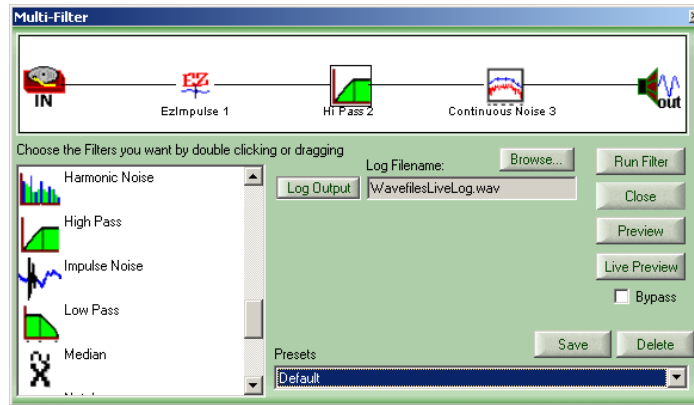 Multi-Filter
IN
EzImpulse 1
Hi Pass 2
Continuous Noise 3
out
Choose the Filters you want by double clicking or dragging
Harmonic Noise
High Pass
Impulse Noise
Low Pass
Median
Log Output
Log Filename:
Browse...
WavefilesLiveLog.wav
Run Filter
Close
Preview
Live Preview
Bypass
Save
Delete
Presets
Default